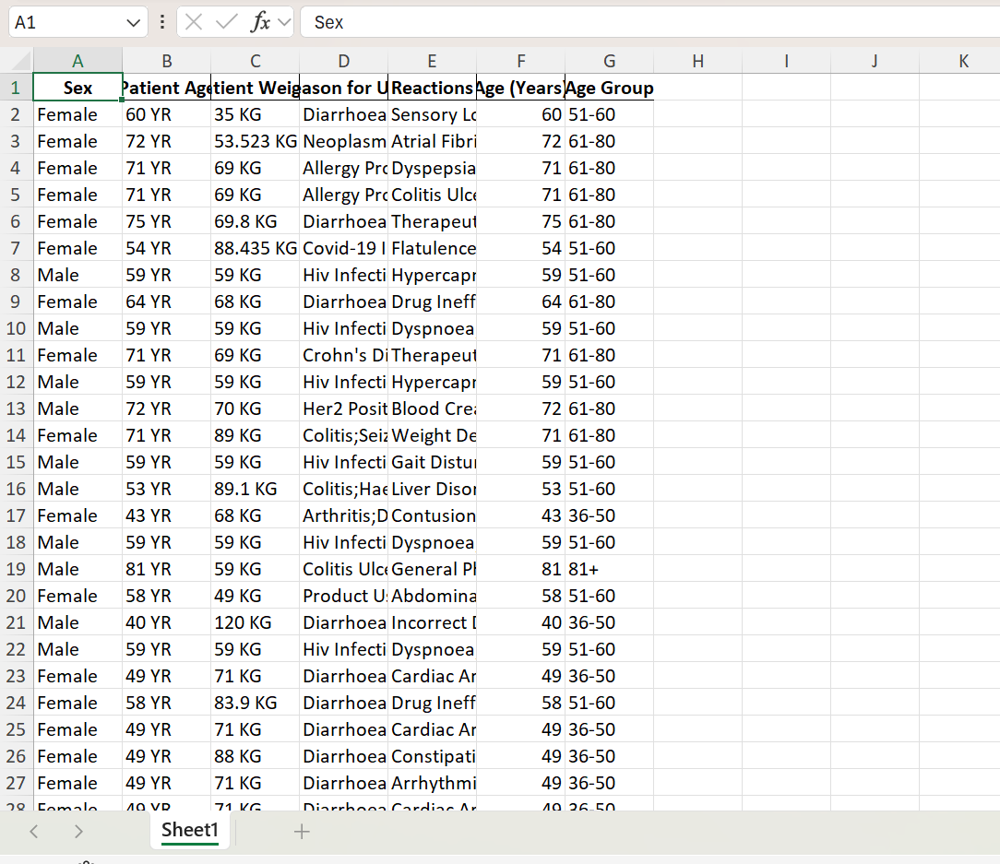 A1 fx Sex
A B C D E F G H I J K
1 Sex Patient Age tient Weig ason for U Reactions Age (Years) Age Group
2 Female 60 YR 35 KG Diarrhoea Sensory Lo 60 51-60
3 Female 72 YR 53.523 KG Neoplasm Atrial Fibri 72 61-80
4 Female 71 YR 69 KG Allergy Pro Dyspepsia 71 61-80
5 Female 71 YR 69 KG Allergy Pro Colitis Ulce 71 61-80
6 Female 75 YR 69.8 KG Diarrhoea Therapeut 75 61-80
7 Female 54 YR 88.435 KG Covid-19 I Flatulence 54 51-60
8 Male 59 YR 59 KG Hiv Infecti Hypercapn 59 51-60
9 Female 64 YR 68 KG Diarrhoea Drug Ineff 64 61-80
10 Male 59 YR 59 KG Hiv Infecti Dyspnoea 59 51-60
11 Female 71 YR 69 KG Crohn's Di Therapeut 71 61-80
12 Male 59 YR 59 KG Hiv Infecti Hypercapn 59 51-60
13 Male 72 YR 70 KG Her2 Posit Blood Crea 72 61-80
14 Female 71 YR 89 KG Colitis;Seiz Weight De 71 61-80
15 Male 59 YR 59 KG Hiv Infecti Gait Distur 59 51-60
16 Male 53 YR 89.1 KG Colitis;Hae Liver Disor 53 51-60
17 Female 43 YR 68 KG Arthritis;D Contusion 43 36-50
18 Male 59 YR 59 KG Hiv Infecti Dyspnoea 59 51-60
19 Male 81 YR 59 KG Colitis Ulce General Ph 81 81+
20 Female 58 YR 49 KG Product Us Abdomina 58 51-60
21 Male 40 YR 120 KG Diarrhoea Incorrect D 40 36-50
22 Male 59 YR 59 KG Hiv Infecti Dyspnoea 59 51-60
23 Female 49 YR 71 KG Diarrhoea Cardiac Ar 49 36-50
24 Female 58 YR 83.9 KG Diarrhoea Drug Ineff 58 51-60
25 Female 49 YR 71 KG Diarrhoea Cardiac Ar 49 36-50
26 Female 49 YR 88 KG Diarrhoea Constipati 49 36-50
27 Female 49 YR 71 KG Diarrhoea Arrhythmi 49 36-50
28 Female 49 YR 71 KG Diarrhoea Cardiac Ar 49 36-50
Sheet1